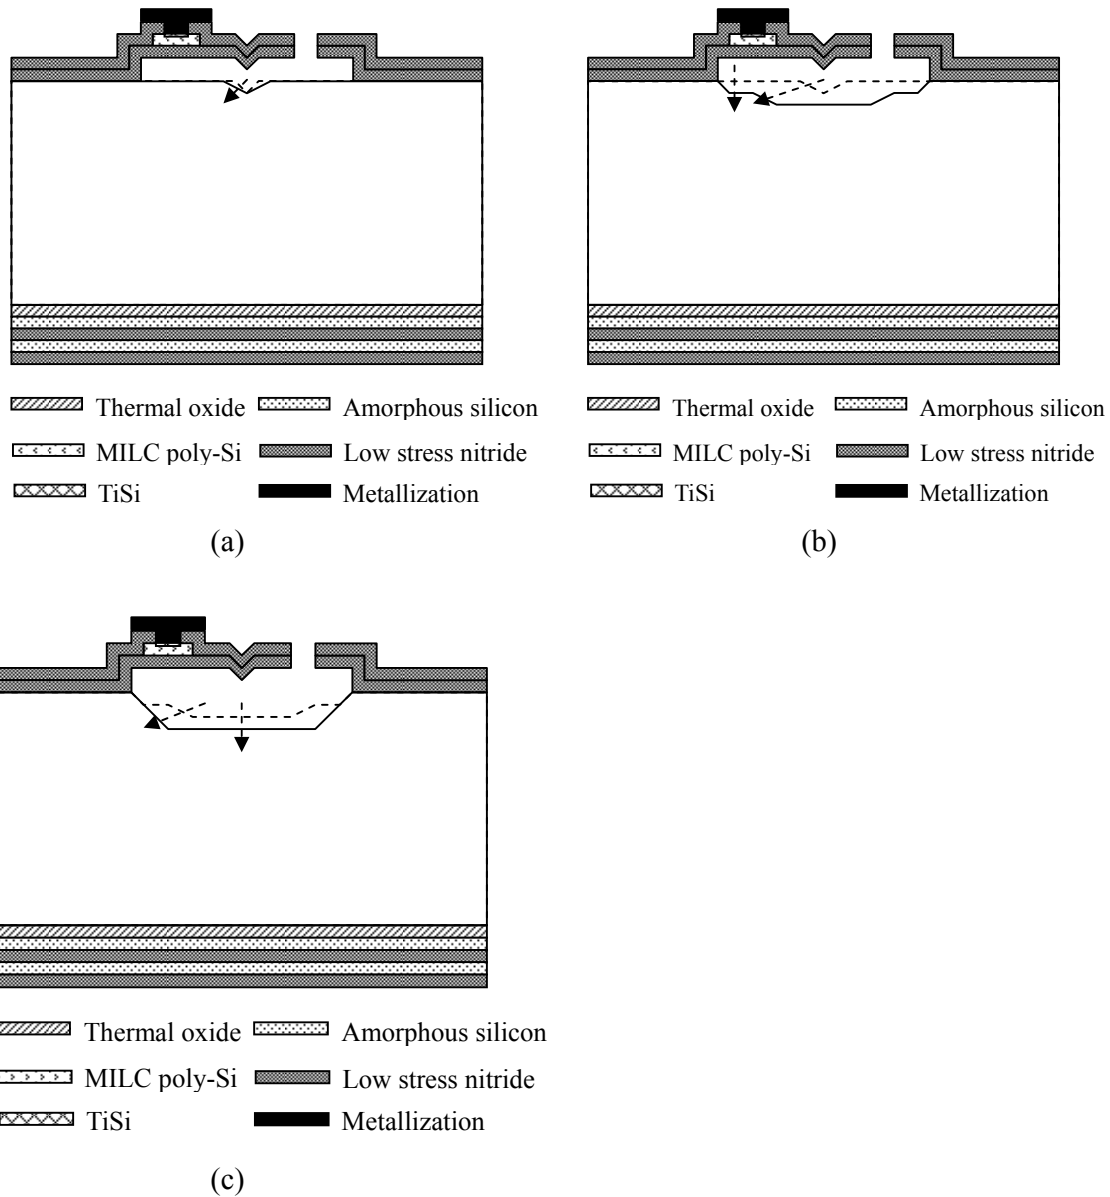 Thermal oxide Amorphous silicon
MILC poly-Si Low stress nitride
TiSi Metallization
(a)
Thermal oxide Amorphous silicon
MILC poly-Si Low stress nitride
TiSi Metallization
(b)
Thermal oxide Amorphous silicon
MILC poly-Si Low stress nitride
TiSi Metallization
(c)